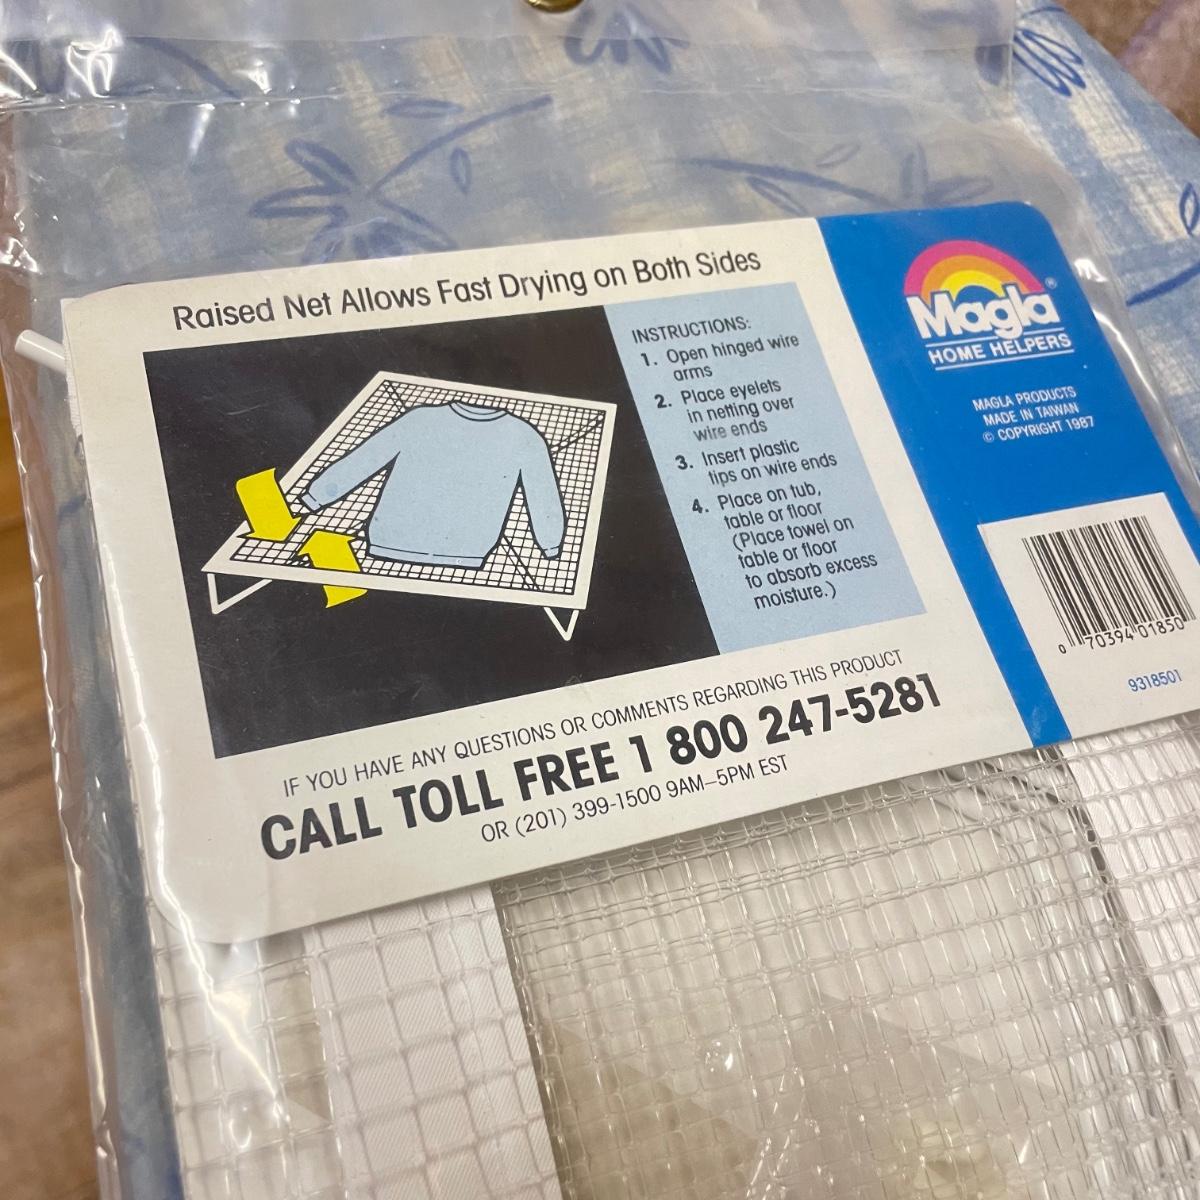 Raised Net Allows Fast Drying on Both Sides
INSTRUCTIONS:
1. Open hinged wire
arms
2. Place eyelets
in netting over
wire ends
3. Insert plastic
tips on wire ends
4. Place on tub,
table or floor
(Place towel on
table or floor
to absorb excess
moisture.)
IF YOU HAVE ANY QUESTIONS OR COMMENTS REGARDING THIS PRODUCT
CALL TOLL FREE 1 800 247-5281
OR (201) 399-1500 9AM–5PM EST
Magla®
HOME HELPERS
MAGLA PRODUCTS
MADE IN TAIWAN
© COPYRIGHT 1987
0 70394 01850
9318501